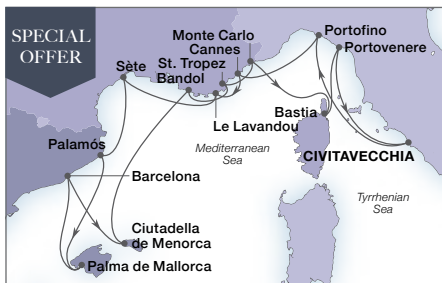 SPECIAL
OFFER
Monte Carlo
Cannes
St. Tropez
Bandol
Sète
Portofino
Portovenere
Le Lavandou
Bastia
Mediterranean
Sea
CIVITAVECCHIA
Palamós
Barcelona
Tyrrhenian
Sea
Ciutadella
de Menorca
Palma de Mallorca